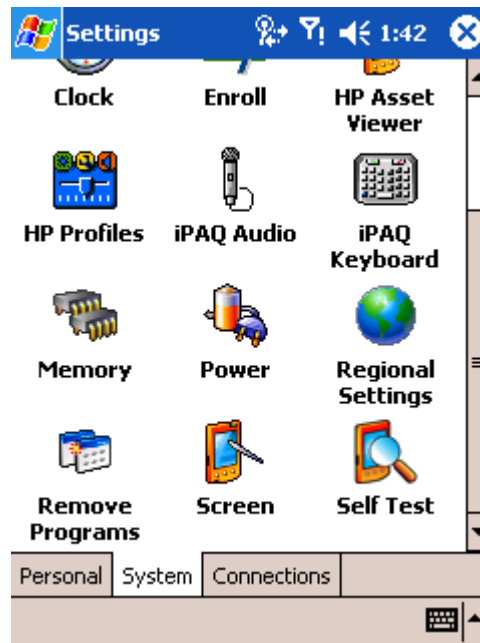 Settings 1:42
Clock Enroll HP Asset
Viewer
HP Profiles iPAQ Audio iPAQ
Keyboard
Memory Power Regional
Settings
Remove Screen Self Test
Programs
Personal System Connections